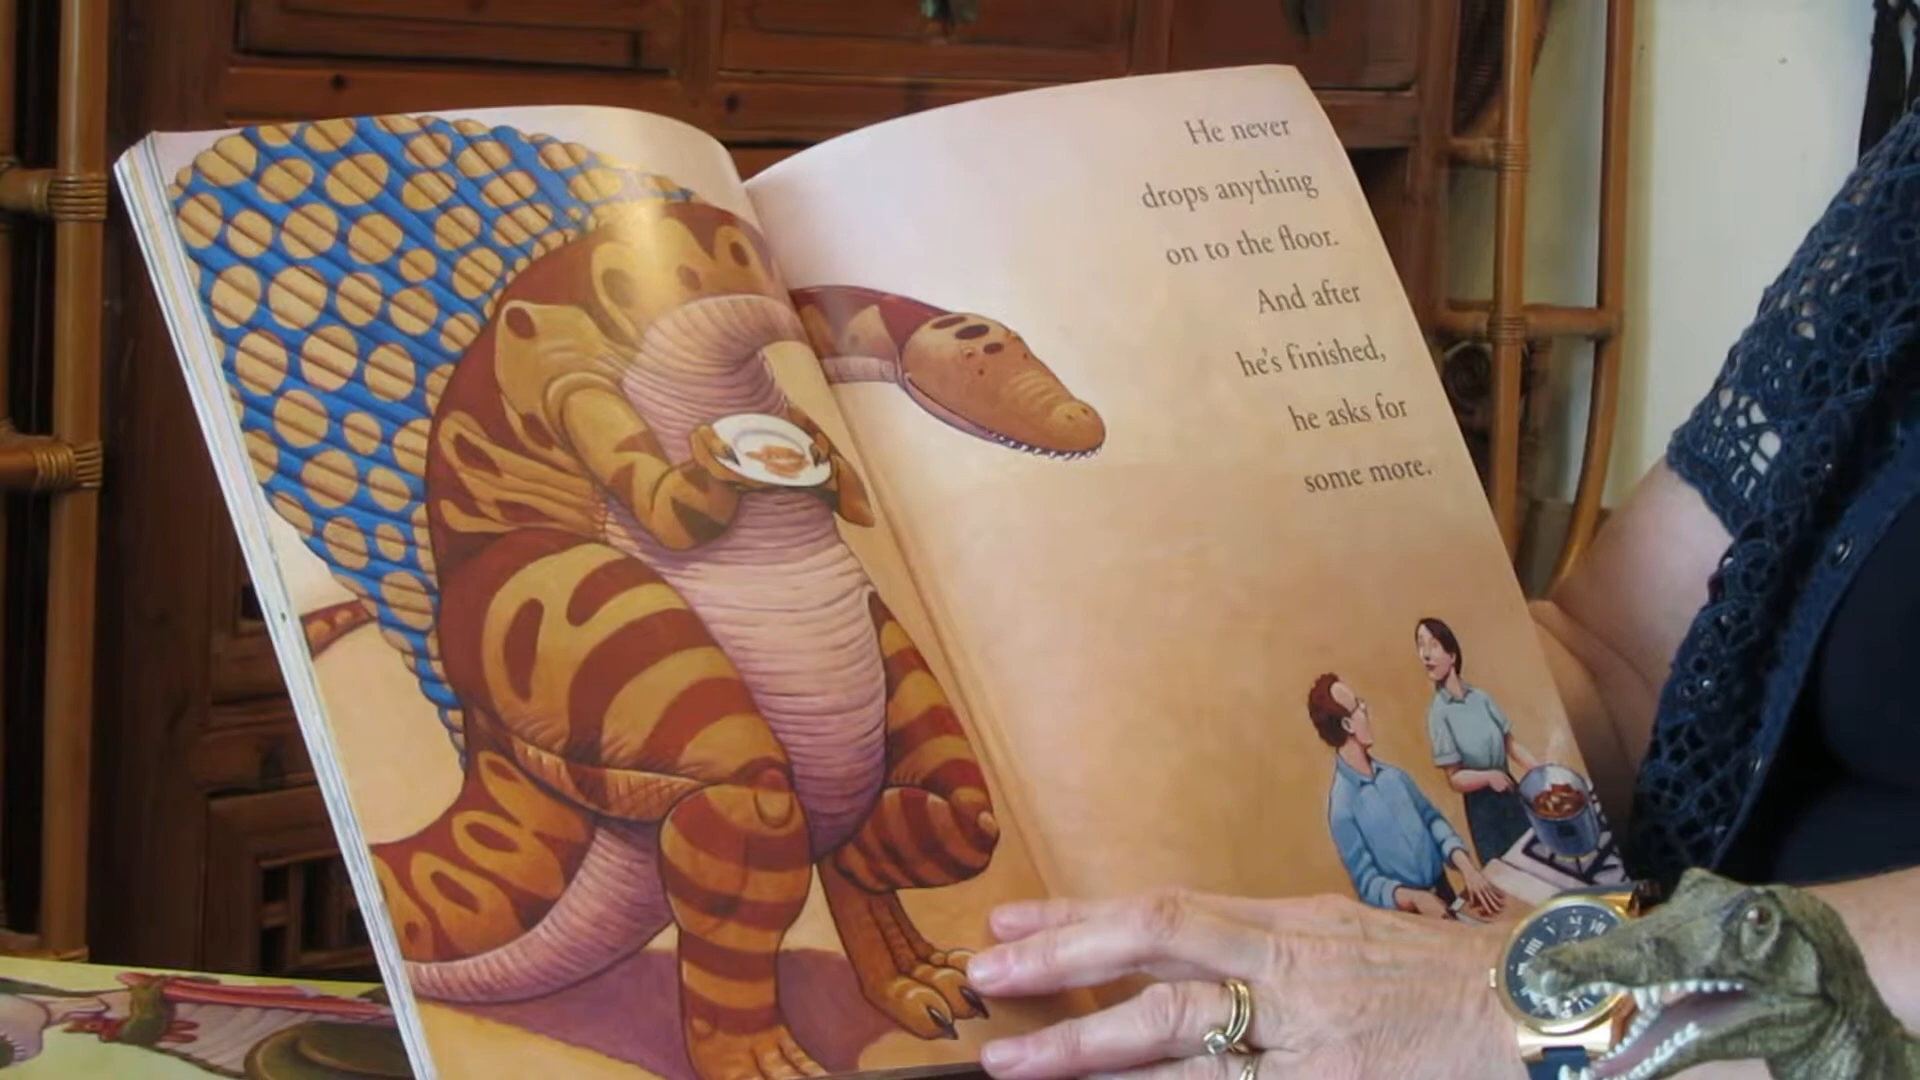 He never
drops anything
on to the floor.
And after
he's finished,
he asks for
some more.